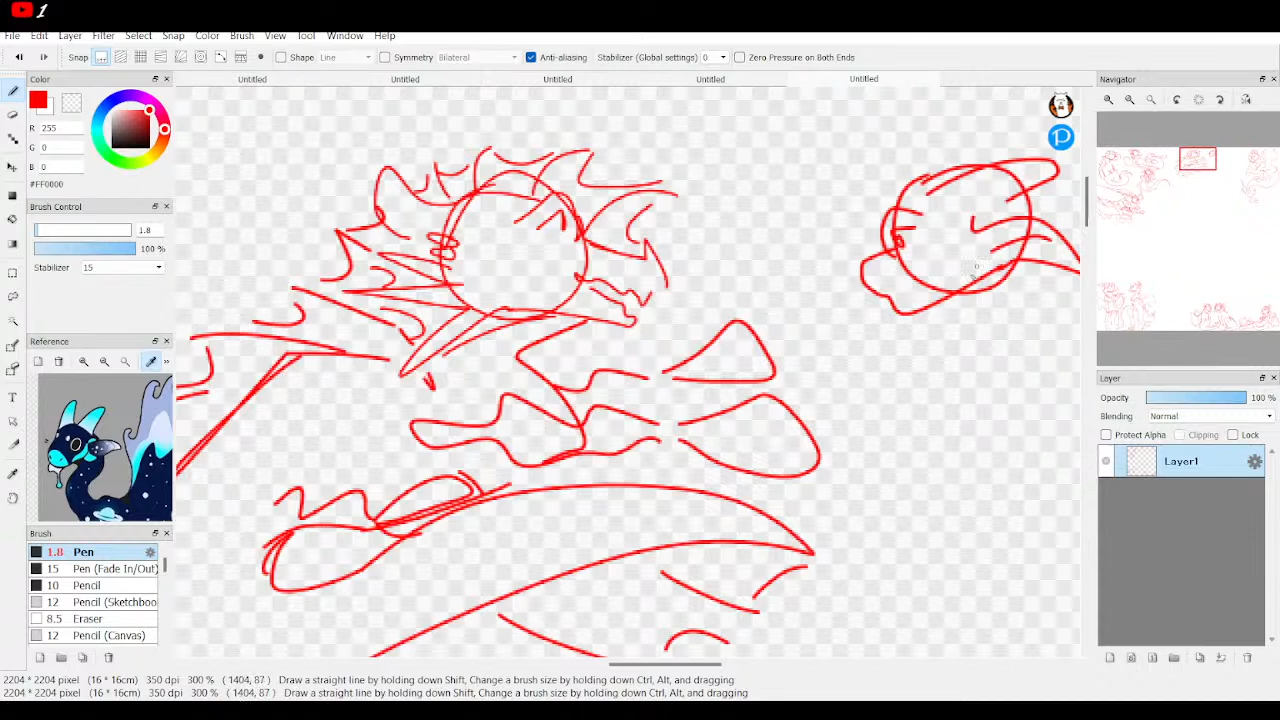 1
File Edit Layer Filter Select Snap Color Brush View Tool Window Help
Snap Shape Line Symmetry Bilateral Anti-aliasing Stabilizer (Global settings) 0 Zero Pressure on Both Ends
Color Untitled Untitled Untitled Untitled Untitled Navigator
R 255
G 0
B 0
#FF0000
Brush Control
1.8
100 %
Stabilizer 15
Reference
Layer
Opacity 100 %
Blending Normal
Protect Alpha Clipping Lock
Layer1
Brush
1.8 Pen
15 Pen (Fade In/Out)
10 Pencil
12 Pencil (Sketchboo
8.5 Eraser
12 Pencil (Canvas)
2204 * 2204 pixel (16 * 16cm) 350 dpi 300 % ( 1404, 87 ) Draw a straight line by holding down Shift, Change a brush size by holding down Ctrl, Alt, and dragging
2204 * 2204 pixel (16 * 16cm) 350 dpi 300 % ( 1404, 87 ) Draw a straight line by holding down Shift, Change a brush size by holding down Ctrl, Alt, and dragging